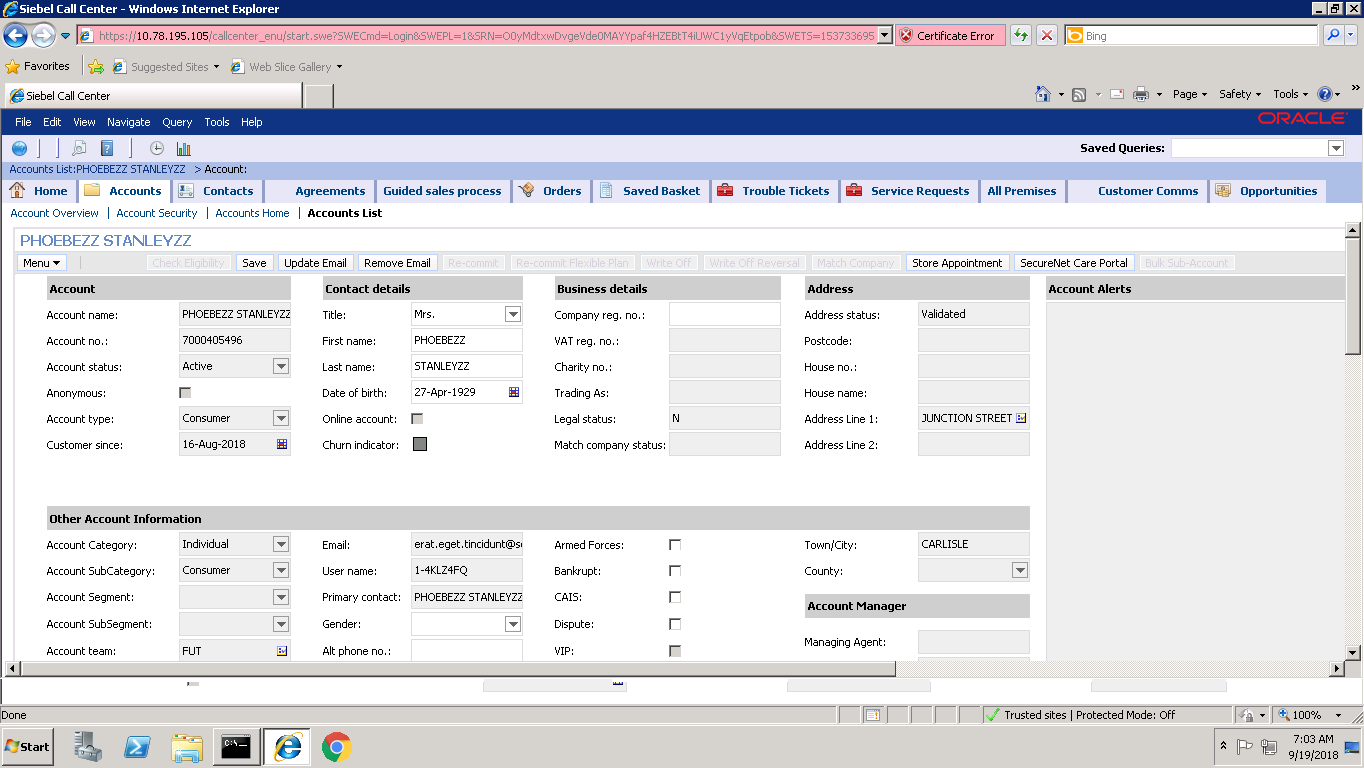 Siebel Call Center - Windows Internet Explorer
https://10.78.195.105/callcenter_enu/start.swe?SWECmd=Login&SWEPL=1&SRN= Certificate Error Bing
Favorites Suggested Sites Web Slice Gallery
Siebel Call Center Page Safety Tools
File Edit View Navigate Query Tools Help ORACLE
Saved Queries:
Accounts List:PHOEBEZZ STANLEYZZ > Account:
Home Accounts Contacts Agreements Guided sales process Orders Saved Basket Trouble Tickets Service Requests All Premises Customer Comms Opportunities
Account Overview | Account Security | Accounts Home | Accounts List
PHOEBEZZ STANLEYZZ
Menu Check Eligibility Save Update Email Remove Email Re-commit Re-commit Flexible Plan Write Off Write Off Reversal Match Company Store Appointment SecureNet Care Portal Bulk Sub-Account
Account Contact details Business details Address Account Alerts
Account name: PHOEBEZZ STANLEYZZ Title: Mrs. Company reg. no.: Address status: Validated
Account no.: 7000405496 First name: PHOEBEZZ VAT reg. no.: Postcode:
Account status: Active Last name: STANLEYZZ Charity no.: House no.:
Anonymous: Date of birth: 27-Apr-1929 Trading As: House name:
Account type: Consumer Online account: Legal status: N Address Line 1: JUNCTION STREET
Customer since: 16-Aug-2018 Churn indicator: Match company status: Address Line 2:
Other Account Information
Account Category: Individual Email: erat.eget.tincidunt@s Armed Forces: Town/City: CARLISLE
Account SubCategory: Consumer User name: 1-4KLZ4FQ Bankrupt: County:
Account Segment: Primary contact: PHOEBEZZ STANLEYZZ CAIS: Account Manager
Account SubSegment: Gender: Dispute:
Account team: FUT Alt phone no.: VIP: Managing Agent:
Done Trusted sites | Protected Mode: Off 100%
Start 7:03 AM
9/19/2018